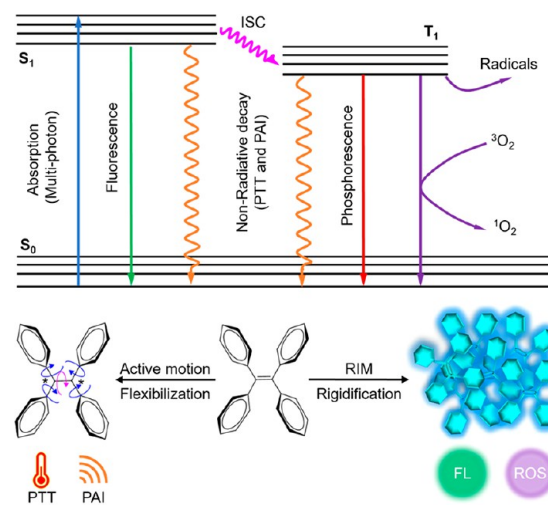 ISC
S1
T1
Radicals
Absorption
(Multi-photon)
Fluorescence
Non-Radiative decay
(PTT and PAI)
Phosphorescence
3O2
1O2
S0
Active motion
Flexibilization
RIM
Rigidification
* *
PTT
PAI
FL
ROS